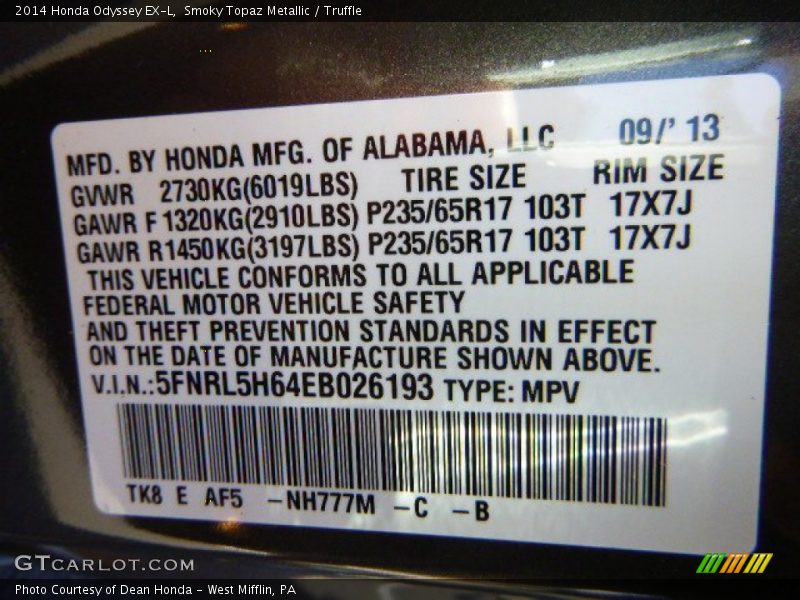 2014 Honda Odyssey EX-L, Smoky Topaz Metallic / Truffle
MFD. BY HONDA MFG. OF ALABAMA, LLC 09/' 13
GVWR 2730KG(6019LBS) TIRE SIZE RIM SIZE
GAWR F 1320KG(2910LBS) P235/65R17 103T 17X7J
GAWR R1450KG(3197LBS) P235/65R17 103T 17X7J
THIS VEHICLE CONFORMS TO ALL APPLICABLE
FEDERAL MOTOR VEHICLE SAFETY
AND THEFT PREVENTION STANDARDS IN EFFECT
ON THE DATE OF MANUFACTURE SHOWN ABOVE.
V.I.N.:5FNRL5H64EB026193 TYPE: MPV
TK8 E AF5 -NH777M -C -B
GTCARLOT.COM
Photo Courtesy of Dean Honda - West Mifflin, PA